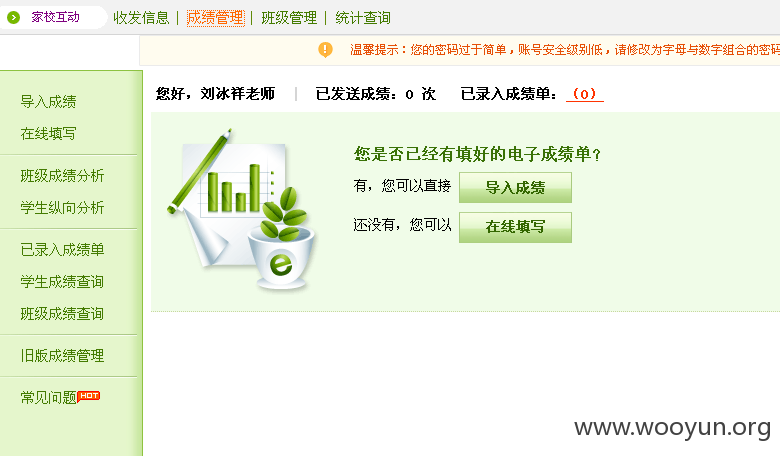 家校互动 收发信息 | 成绩管理 | 班级管理 | 统计查询
温馨提示：您的密码过于简单，账号安全级别低，请修改为字母与数字组合的密码
导入成绩
在线填写
班级成绩分析
学生纵向分析
已录入成绩单
学生成绩查询
班级成绩查询
旧版成绩管理
常见问题 HOT
您好，刘冰祥老师 | 已发送成绩：0 次 已录入成绩单：（0）
您是否已经有填好的电子成绩单？
有，您可以直接 导入成绩
还没有，您可以 在线填写
e
www.wooyun.org